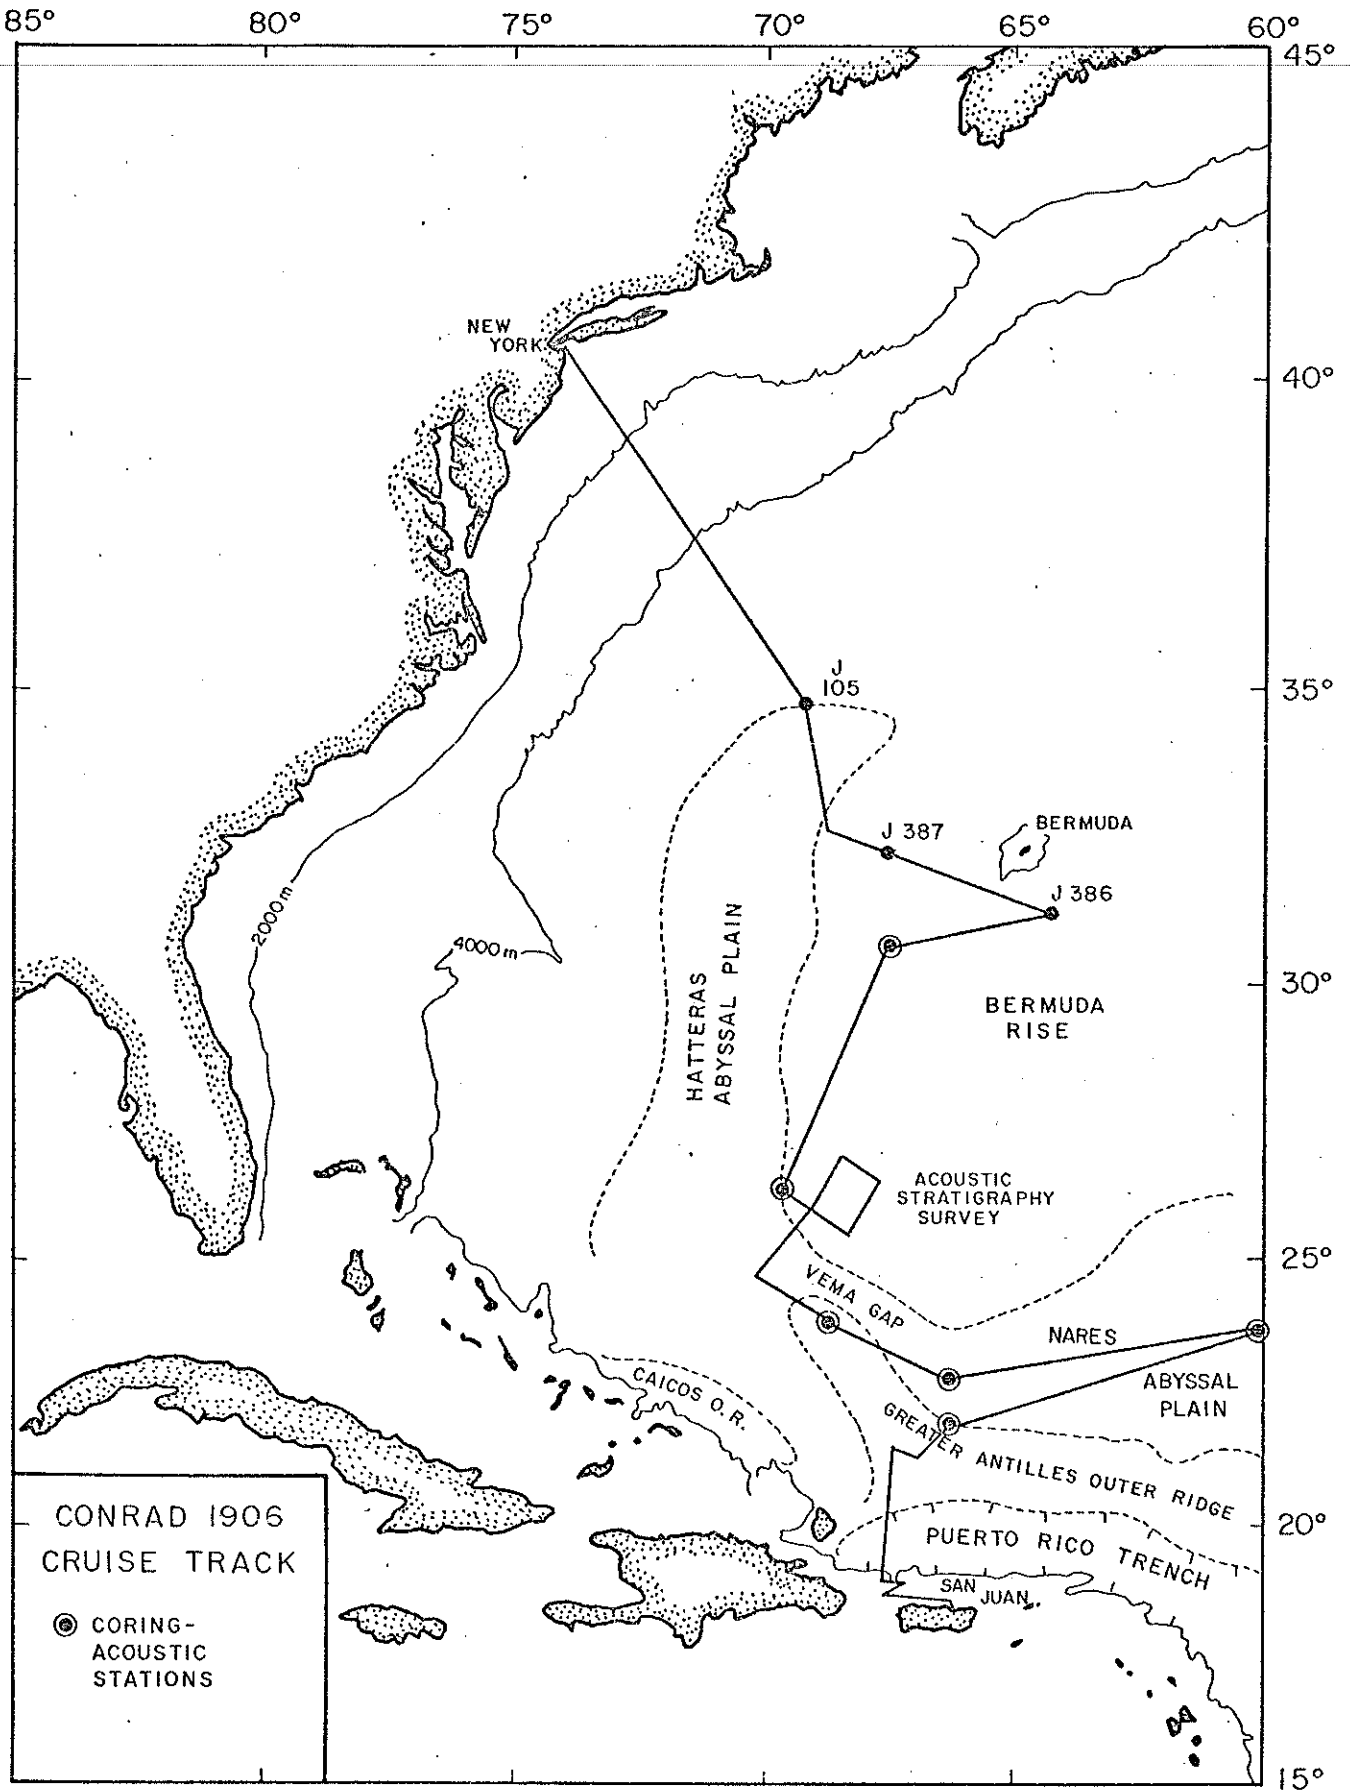 85° 80° 75° 70° 65° 60°
45°
NEW
YORK
40°
J
105
35°
J 387
BERMUDA
J 386
2000m
4000m
HATTERAS
ABYSSAL PLAIN
30°
BERMUDA
RISE
ACOUSTIC
STRATIGRAPHY
SURVEY
25°
VEMA GAP
NARES
ABYSSAL
PLAIN
CAICOS O.R.
GREATER ANTILLES OUTER RIDGE
20°
PUERTO RICO TRENCH
SAN
JUAN
CONRAD 1906
CRUISE TRACK
CORING-
ACOUSTIC
STATIONS
15°